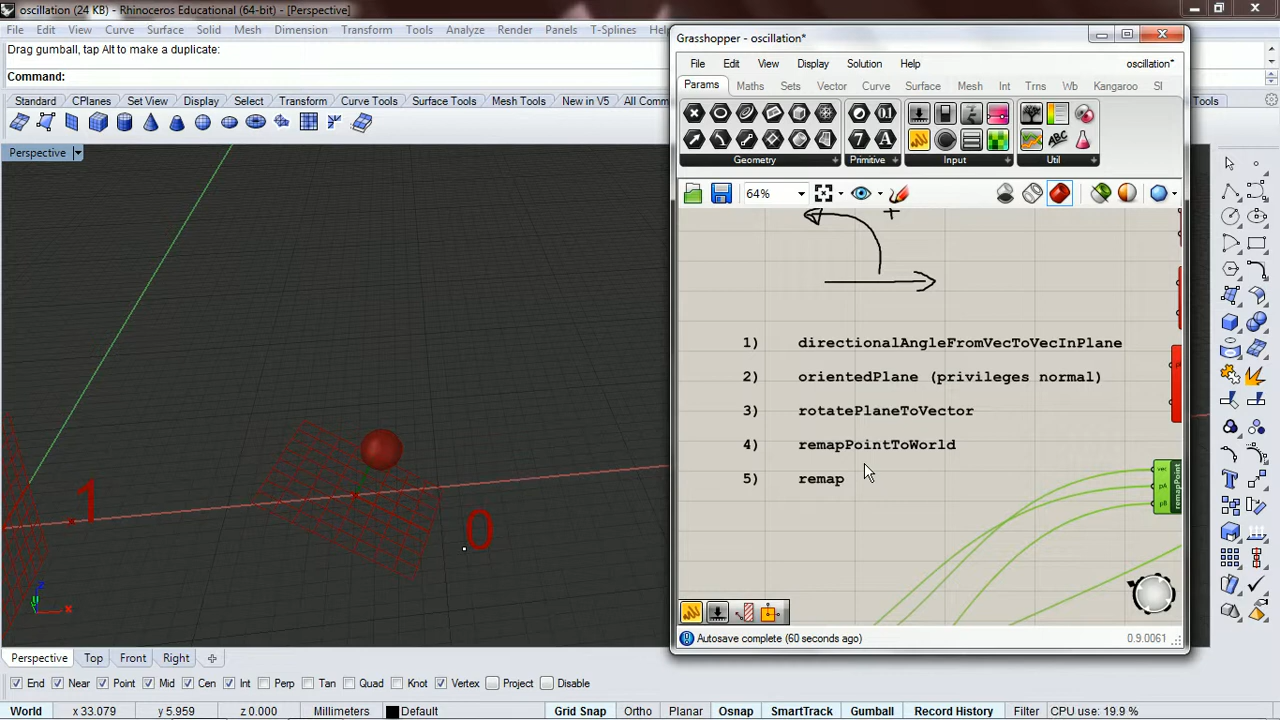 oscillation (24 KB) - Rhinoceros Educational (64-bit) - [Perspective]
File Edit View Curve Surface Solid Mesh Dimension Transform Tools Analyze Render Panels T-Splines Help
Drag gumball, tap Alt to make a duplicate:
Command:
Standard CPlanes Set View Display Select Transform Curve Tools Surface Tools Mesh Tools New in V5 All Comm
Tools
Perspective
.1
0
z
x
Grasshopper - oscillation*
File Edit View Display Solution Help oscillation*
Params Maths Sets Vector Curve Surface Mesh Int Trns Wb Kangaroo SI
Geometry Primitive Input Util
64%
+
1) directionalAngleFromVecToVecInPlane
2) orientedPlane (privileges normal)
3) rotatePlaneToVector
4) remapPointToWorld
5) remap
vec
pA
pB
remapPoint
Autosave complete (60 seconds ago) 0.9.0061
Perspective Top Front Right
End Near Point Mid Cen Int Perp Tan Quad Knot Vertex Project Disable
World x 33.079 y 5.959 z 0.000 Millimeters Default Grid Snap Ortho Planar Osnap SmartTrack Gumball Record History Filter CPU use: 19.9 %